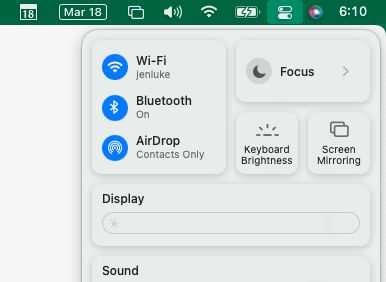 18 Mar 18 6:10
Wi-Fi
jenluke
Bluetooth
On
AirDrop
Contacts Only
Focus
Keyboard
Brightness
Screen
Mirroring
Display
Sound